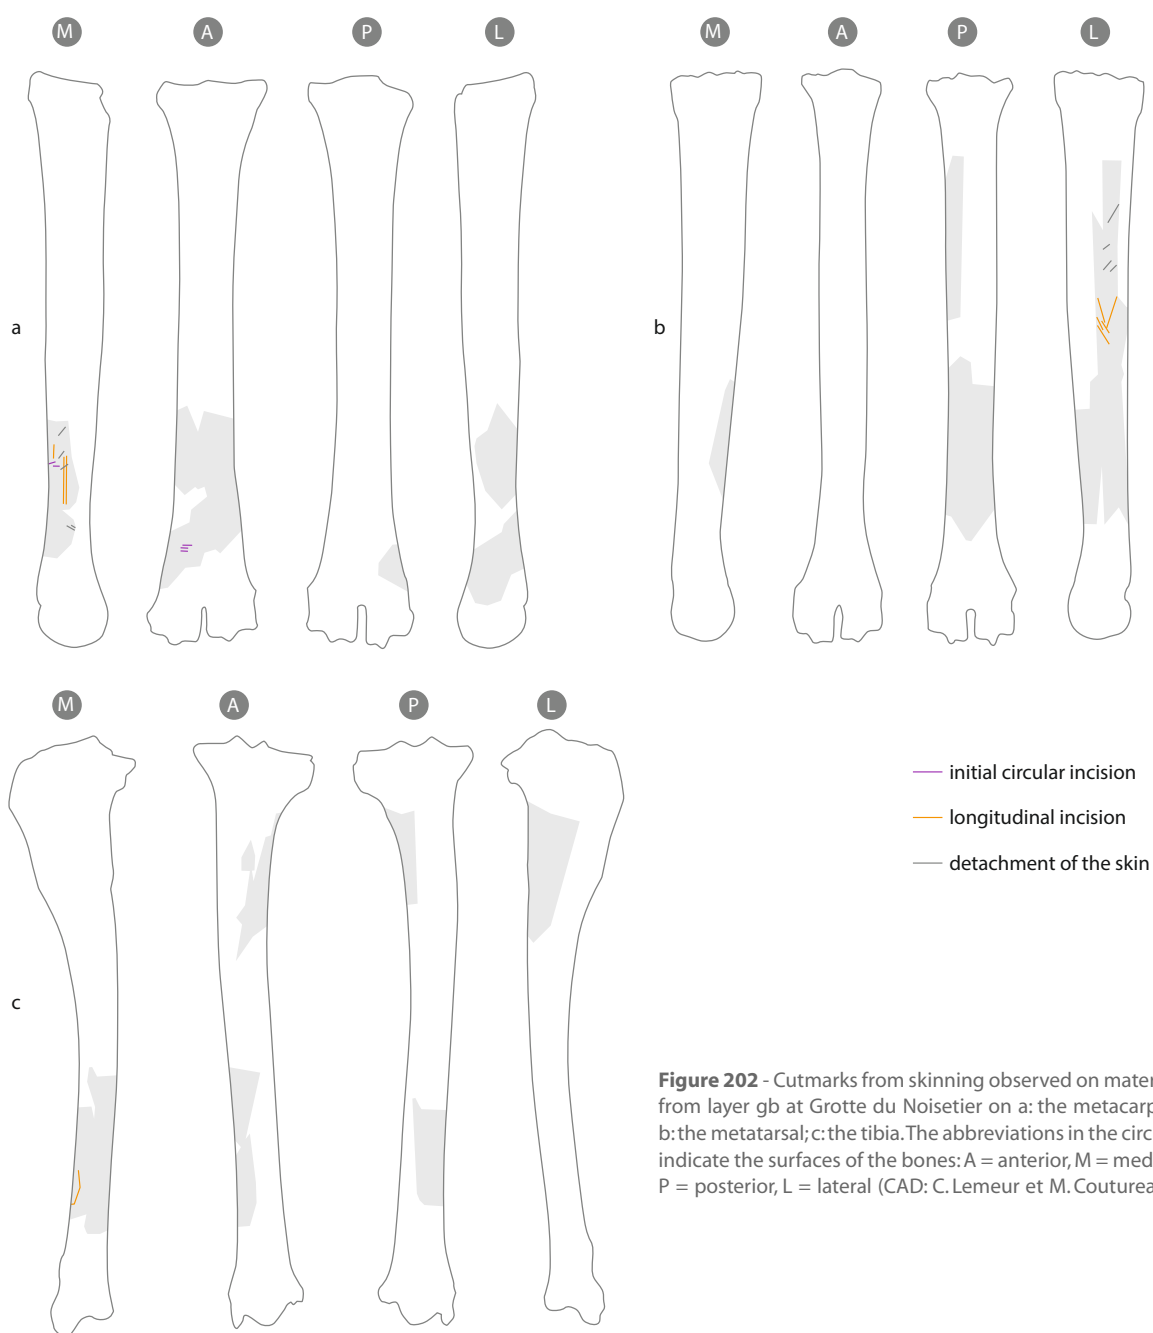 M A P L
M A P L
a
b
M A P L
initial circular incision
longitudinal incision
detachment of the skin
c
Figure 202 - Cutmarks from skinning observed on mater
from layer gb at Grotte du Noisetier on a: the metacarp
b: the metatarsal; c: the tibia. The abbreviations in the circ
indicate the surfaces of the bones: A = anterior, M = med
P = posterior, L = lateral (CAD: C. Lemeur et M. Couturea